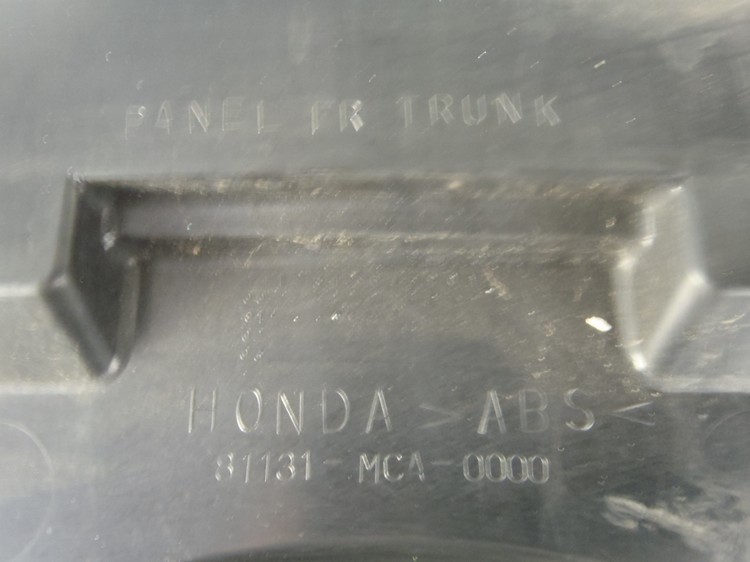 PANEL FR TRUNK
HONDA >ABS<
81131-MCA-0000